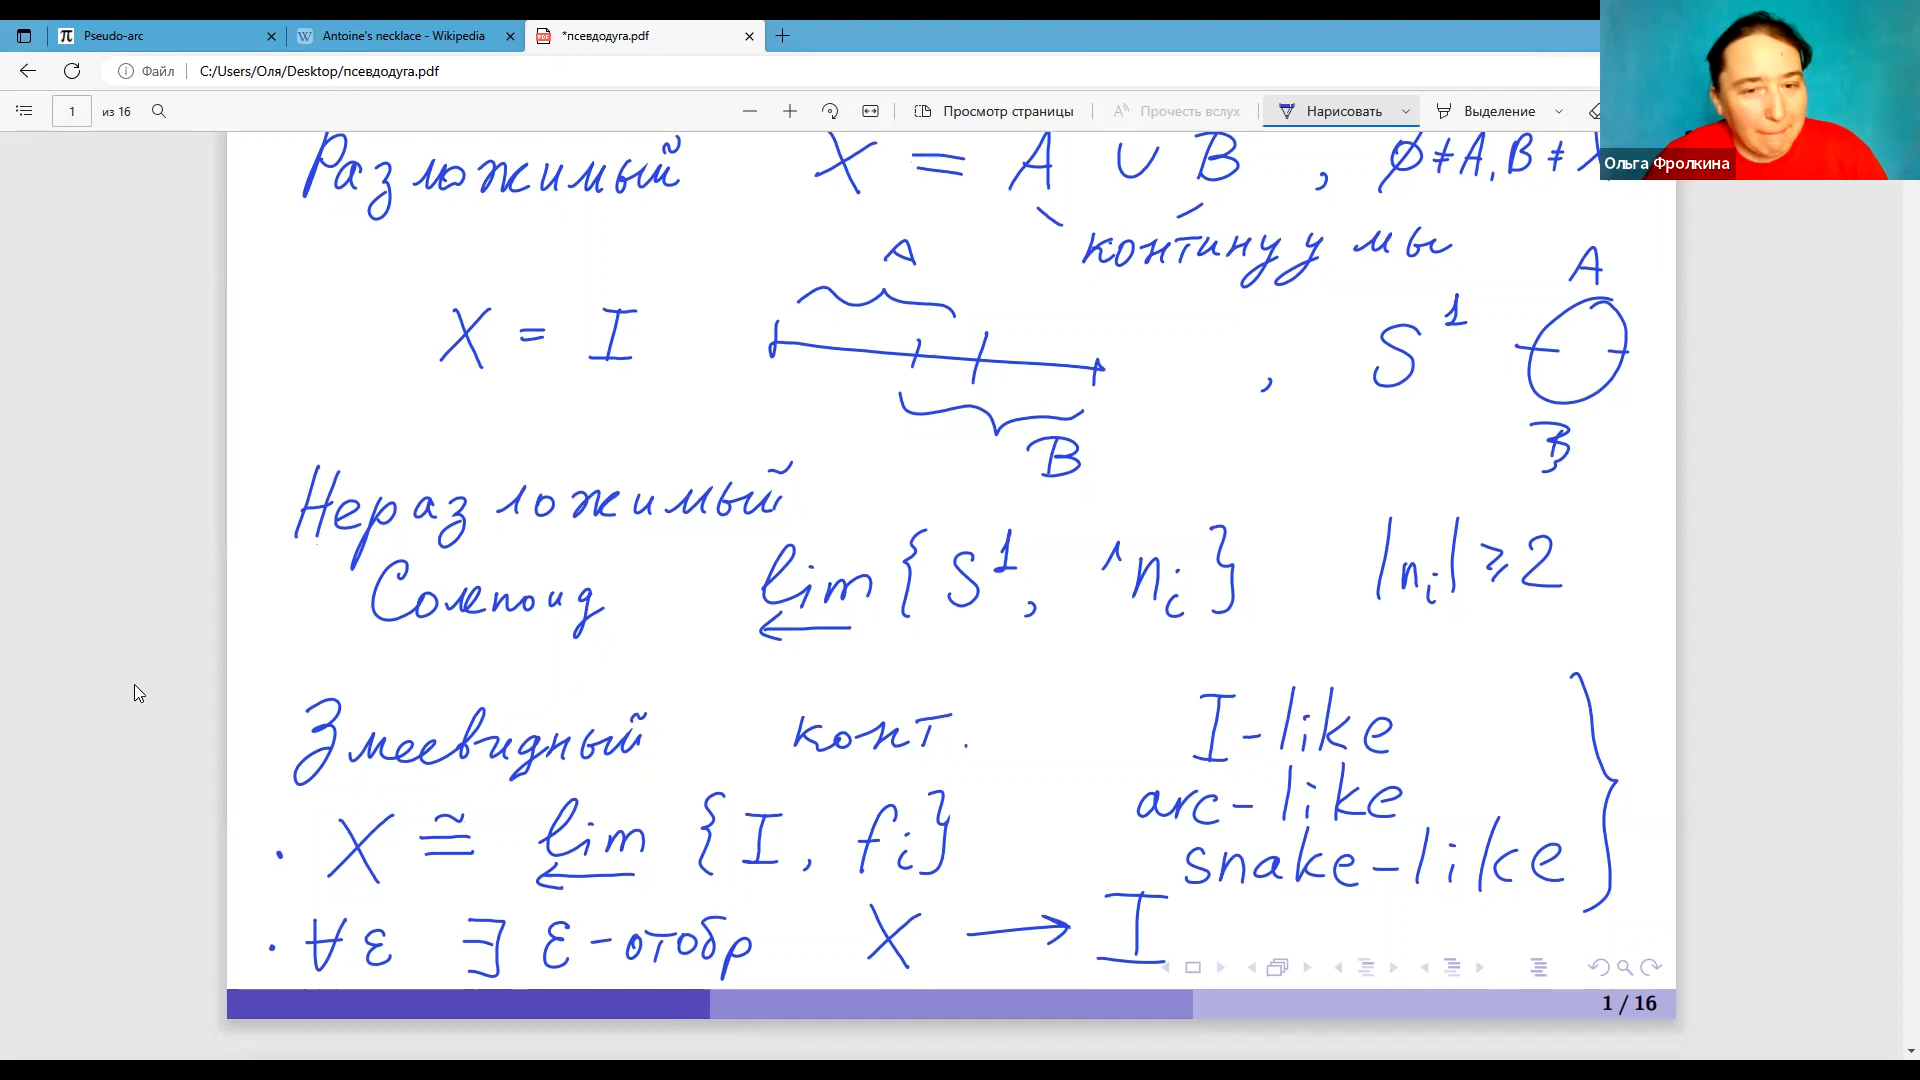 Pseudo-arc
Antoine's necklace - Wikipedia
*псевдодуга.pdf
Файл
C:/Users/Оля/Desktop/псевдодуга.pdf
1 из 16
Просмотр страницы
Прочесть вслух
Нарисовать
Выделение
Ольга Фролкина
Разложимый X = A ∪ B , ∅ ≠ A, B ≠ X
континуумы
A
A
X = I , S¹
B
B
Неразложимый
Соленоид lim {S¹, ·nᵢ} |nᵢ| ⩾ 2
←
Змеевидный конт. I-like
arc-like
· X ≅ lim {I, fᵢ} snake-like
←
· ∀ε ∃ ε-отобр X → I
1 / 16